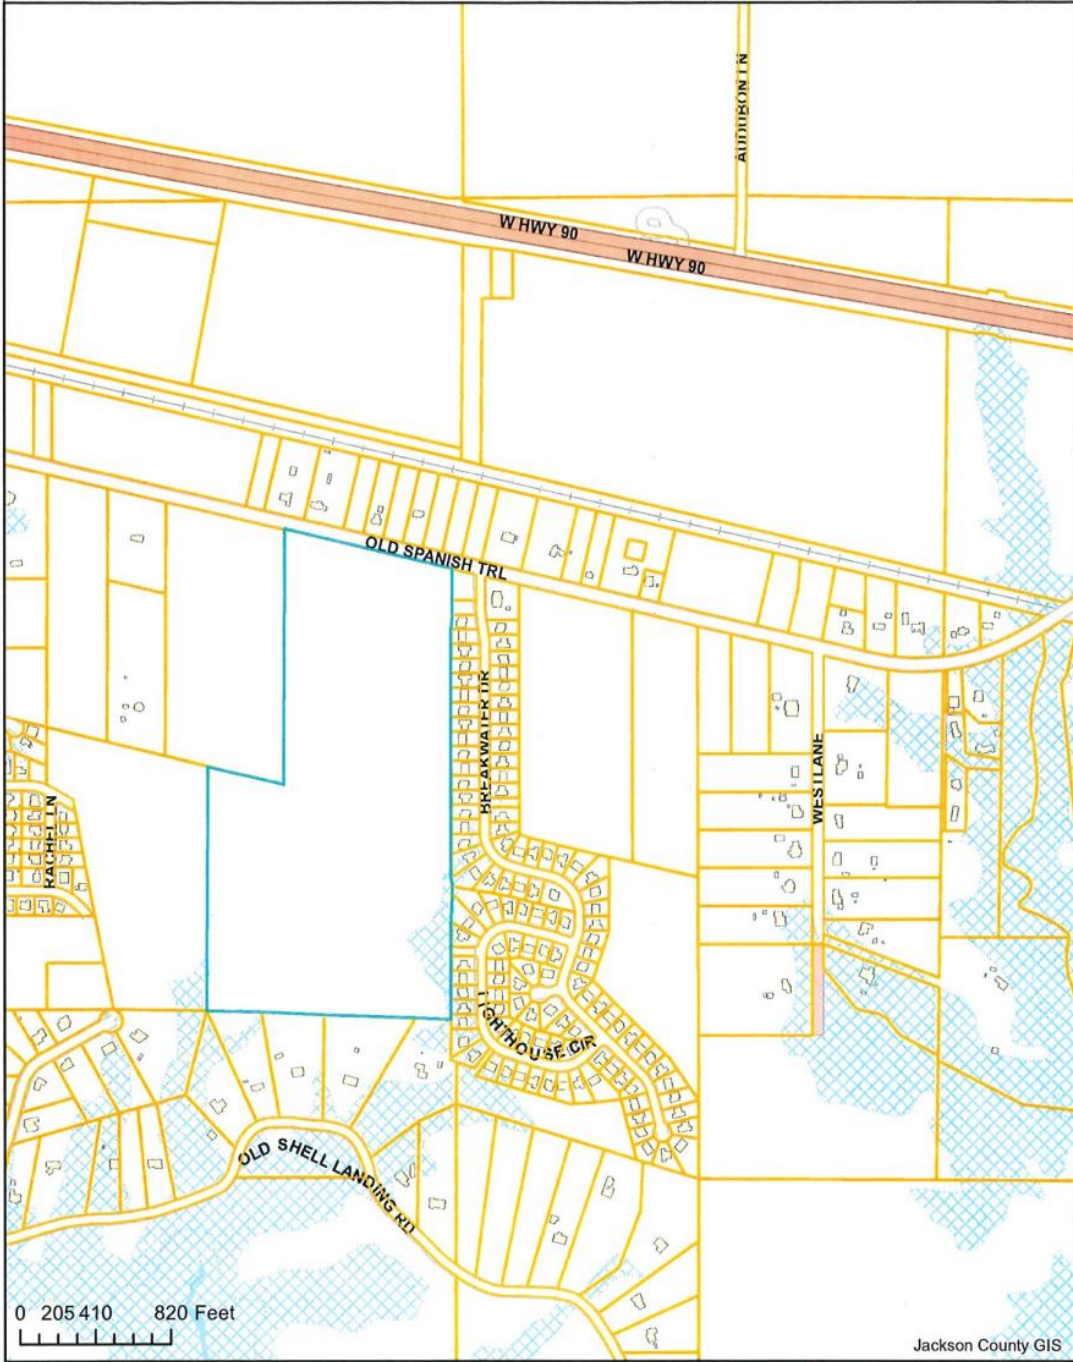 AUDUBON LN
W HWY 90
W HWY 90
OLD SPANISH TRL
BREAKWATER DR
WEST LANE
RACHEL LN
LIGHTHOUSE CIR
OLD SHELL LANDING RD
0 205 410 820 Feet
Jackson County GIS